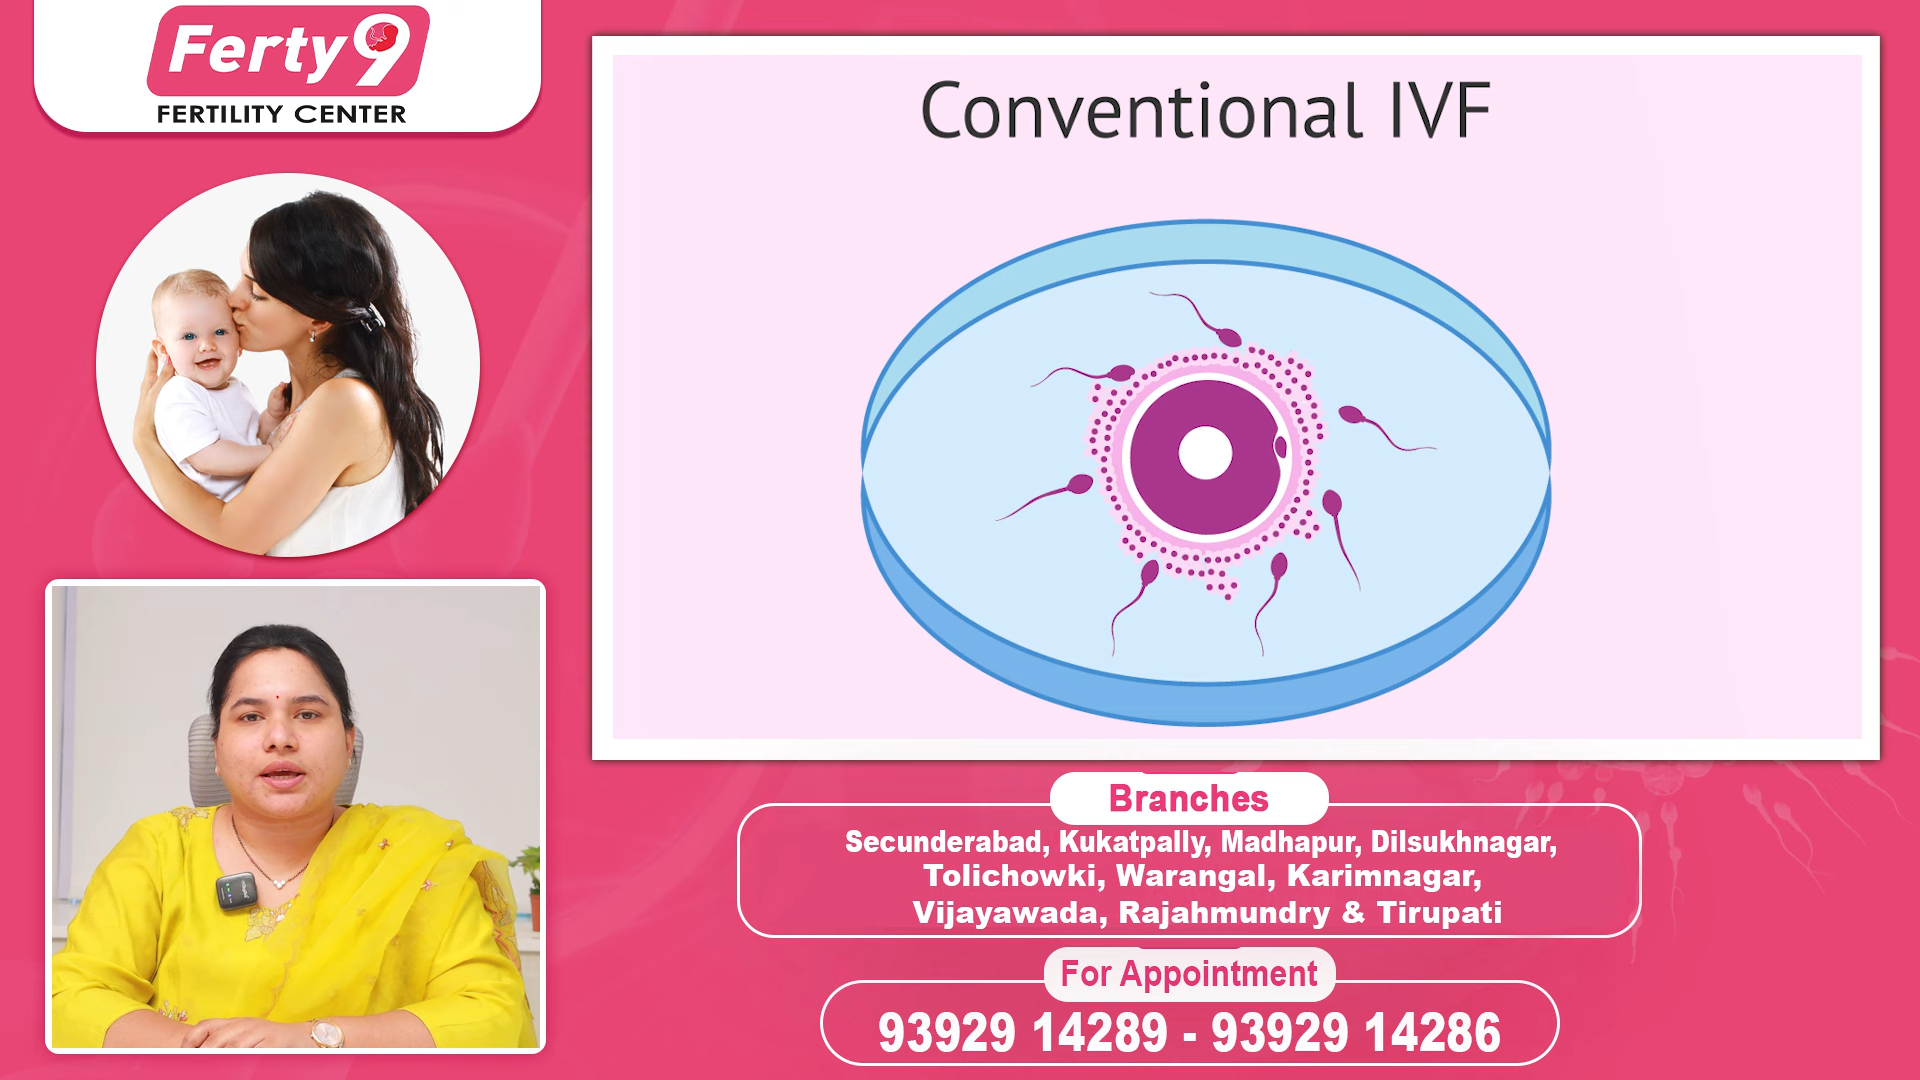 Ferty9
FERTILITY CENTER
Conventional IVF
Branches
Secunderabad, Kukatpally, Madhapur, Dilsukhnagar,
Tolichowki, Warangal, Karimnagar,
Vijayawada, Rajahmundry & Tirupati
For Appointment
93929 14289 - 93929 14286